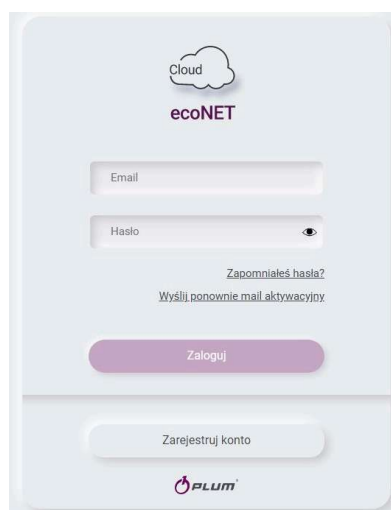 Cloud
ecoNET
Email
Hasło
Zapomniałeś hasła?
Wyślij ponownie mail aktywacyjny
Zaloguj
Zarejestruj konto
PLUM